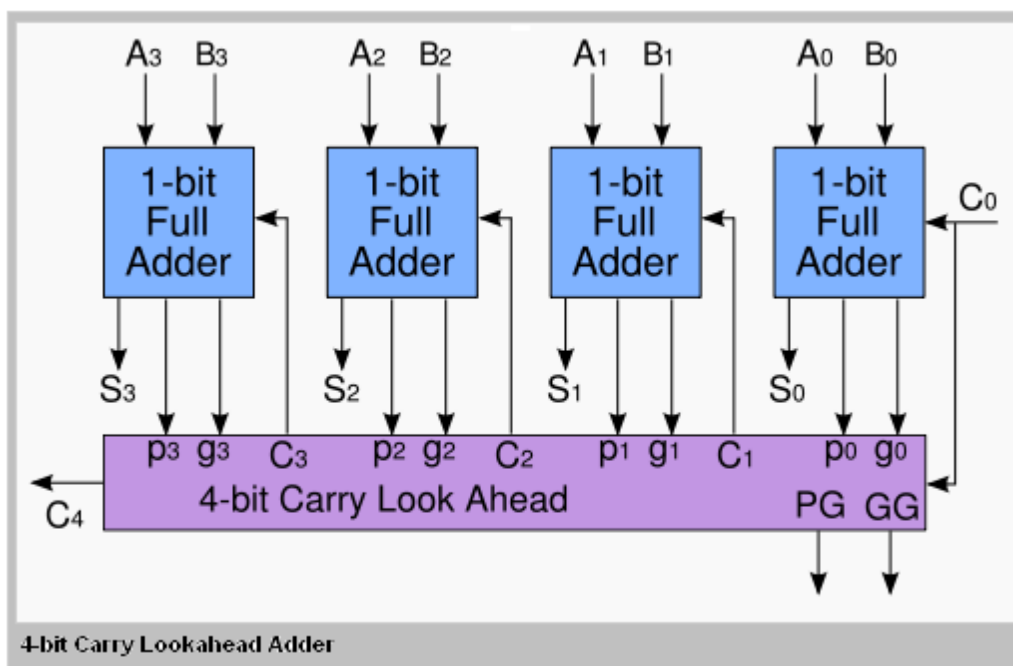 A3 B3 A2 B2 A1 B1 A0 B0
1-bit Full Adder
1-bit Full Adder
1-bit Full Adder
1-bit Full Adder
C0
S3 S2 S1 S0
p3 g3 C3 p2 g2 C2 p1 g1 C1 p0 g0
4-bit Carry Look Ahead PG GG
C4
4-bit Carry Lookahead Adder